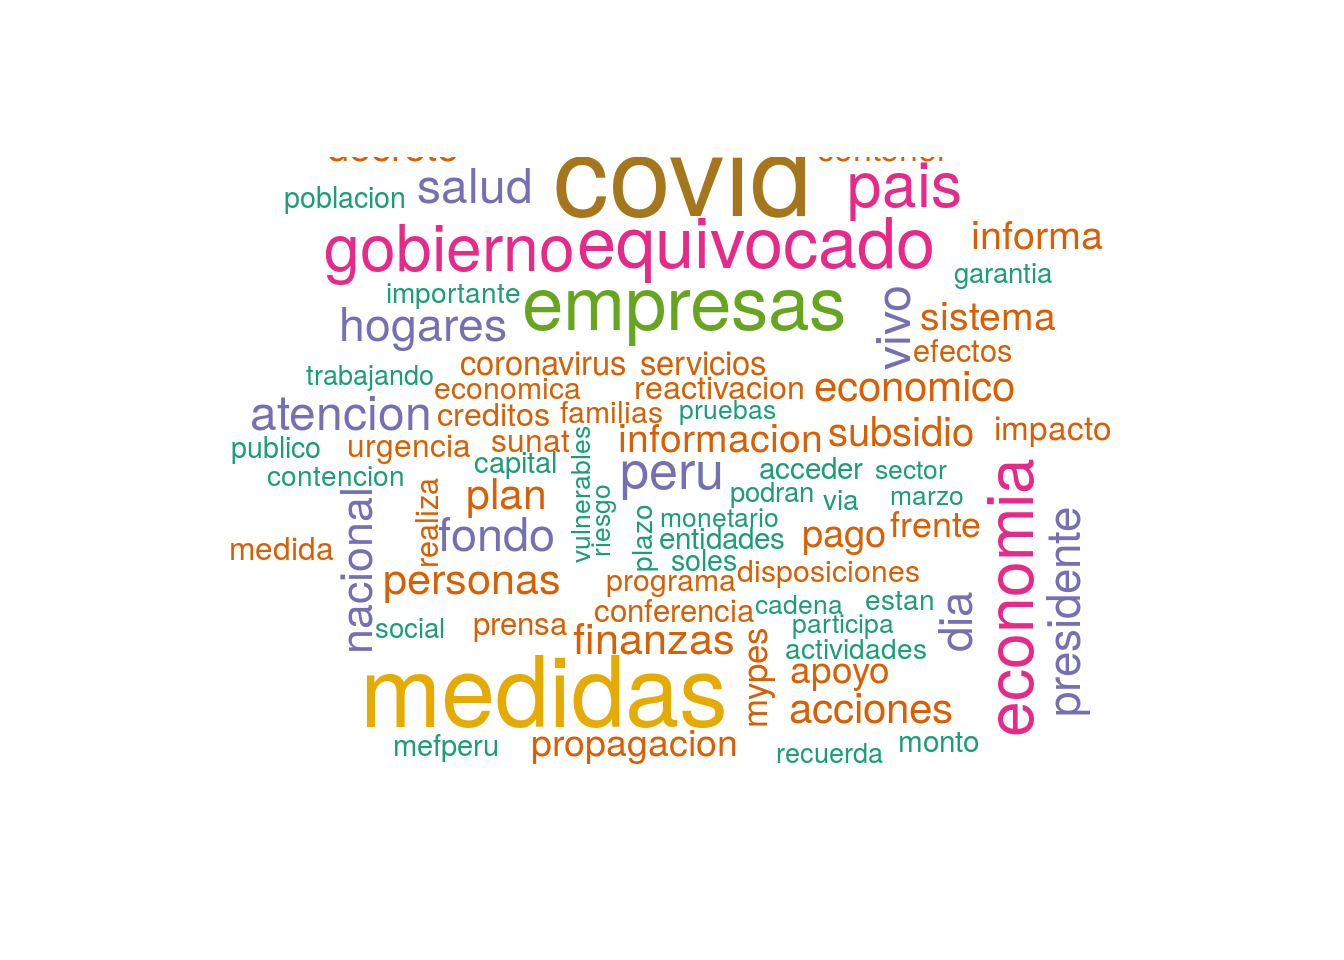 decreto
covid
contener
poblacion
salud
pais
gobierno
equivocado
informa
garantia
importante
empresas
vivo
hogares
sistema
efectos
trabajando
coronavirus
servicios
economica
reactivacion
economico
atencion
creditos
familias
pruebas
publico
urgencia
sunat
informacion
subsidio
impacto
contencion
capital
vulnerables
peru
acceder
sector
nacional
realiza
plan
riesgo
podran
via
marzo
economia
medida
fondo
plazo
monetario
entidades
pago
frente
presidente
soles
personas
programa
disposiciones
social
prensa
conferencia
cadena
estan
dia
participa
finanzas
mypes
actividades
medidas
apoyo
acciones
mefperu
propagacion
recuerda
monto